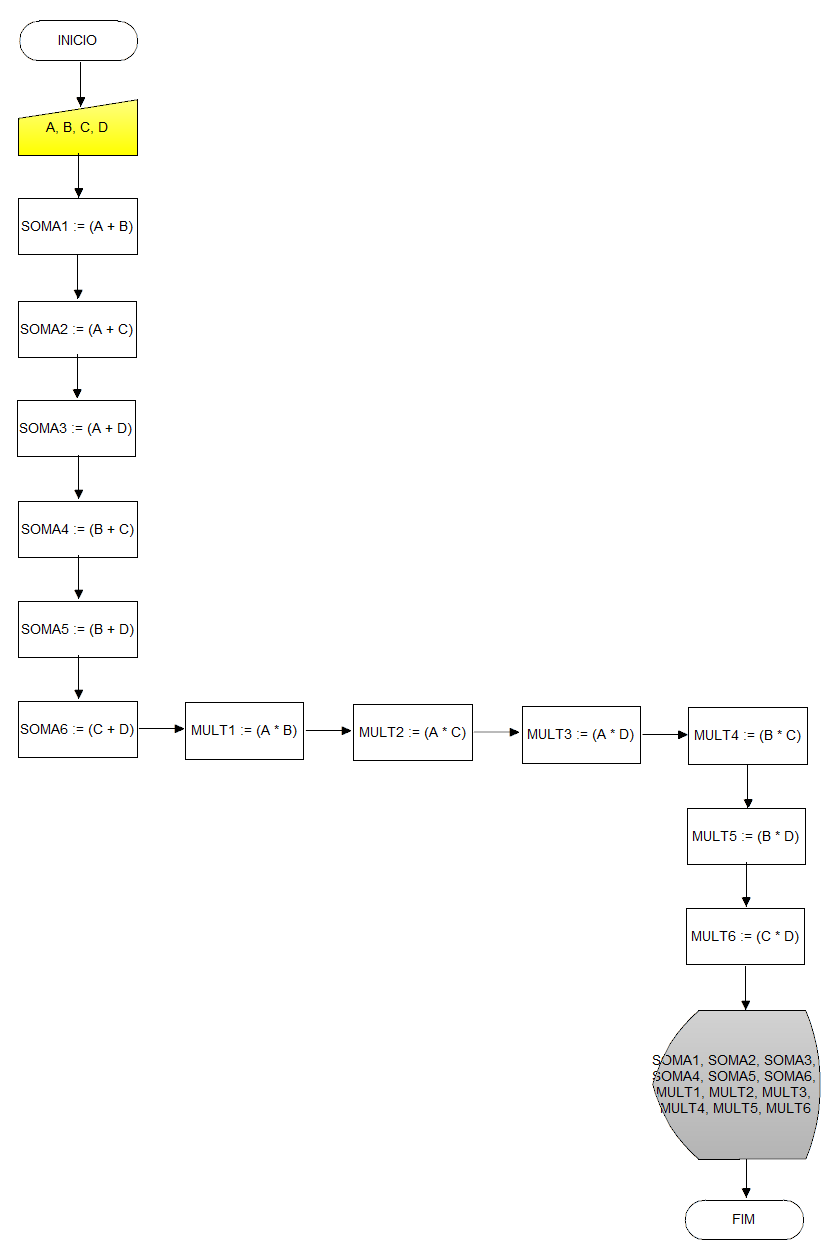 INICIO
A, B, C, D
SOMA1 := (A + B)
SOMA2 := (A + C)
SOMA3 := (A + D)
SOMA4 := (B + C)
SOMA5 := (B + D)
SOMA6 := (C + D)
MULT1 := (A * B)
MULT2 := (A * C)
MULT3 := (A * D)
MULT4 := (B * C)
MULT5 := (B * D)
MULT6 := (C * D)
SOMA1, SOMA2, SOMA3,
SOMA4, SOMA5, SOMA6,
MULT1, MULT2, MULT3,
MULT4, MULT5, MULT6
FIM